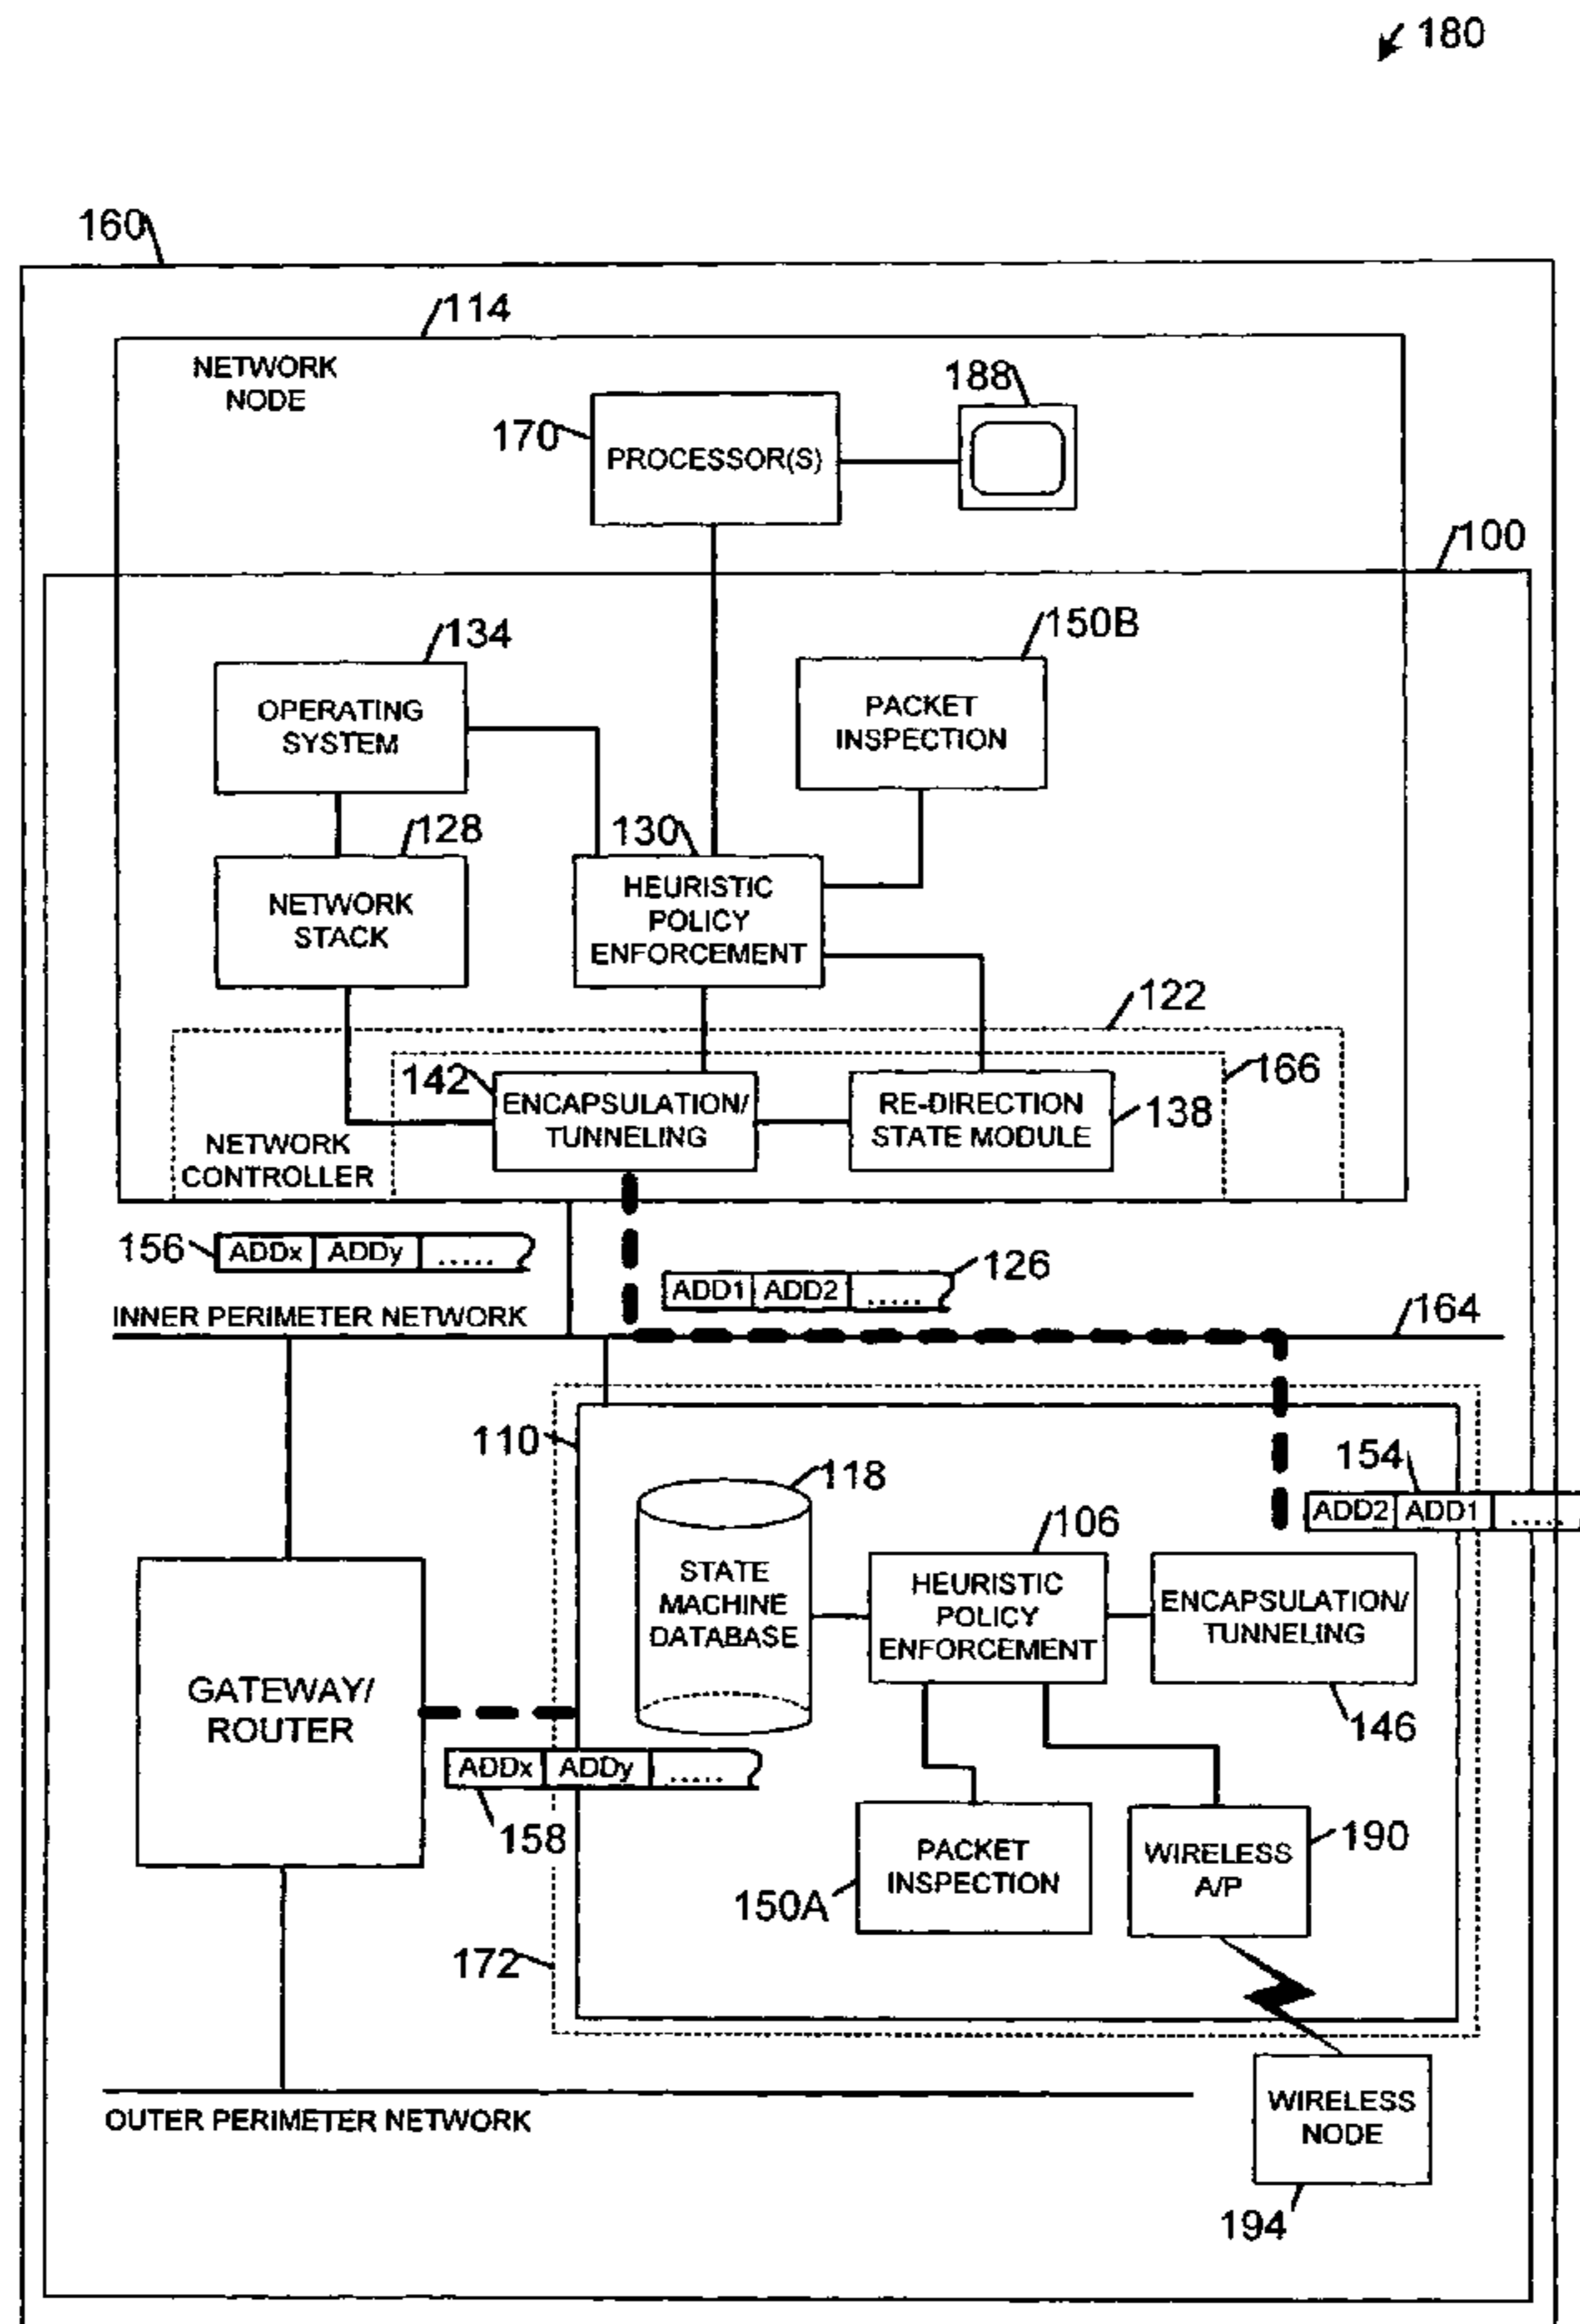 180
160
114
NETWORK
NODE
188
170
PROCESSOR(S)
100
134
150B
OPERATING
SYSTEM
PACKET
INSPECTION
128
130
NETWORK
STACK
HEURISTIC
POLICY
ENFORCEMENT
122
166
142
ENCAPSULATION/
TUNNELING
RE-DIRECTION
STATE MODULE
138
NETWORK
CONTROLLER
156
ADDx ADDy .....
126
ADD1 ADD2 .....
INNER PERIMETER NETWORK
164
110
118
154
ADD2 ADD1 .....
106
STATE
MACHINE
DATABASE
HEURISTIC
POLICY
ENFORCEMENT
ENCAPSULATION/
TUNNELING
146
GATEWAY/
ROUTER
ADDx ADDy .....
158
PACKET
INSPECTION
150A
WIRELESS
A/P
190
172
OUTER PERIMETER NETWORK
WIRELESS
NODE
194